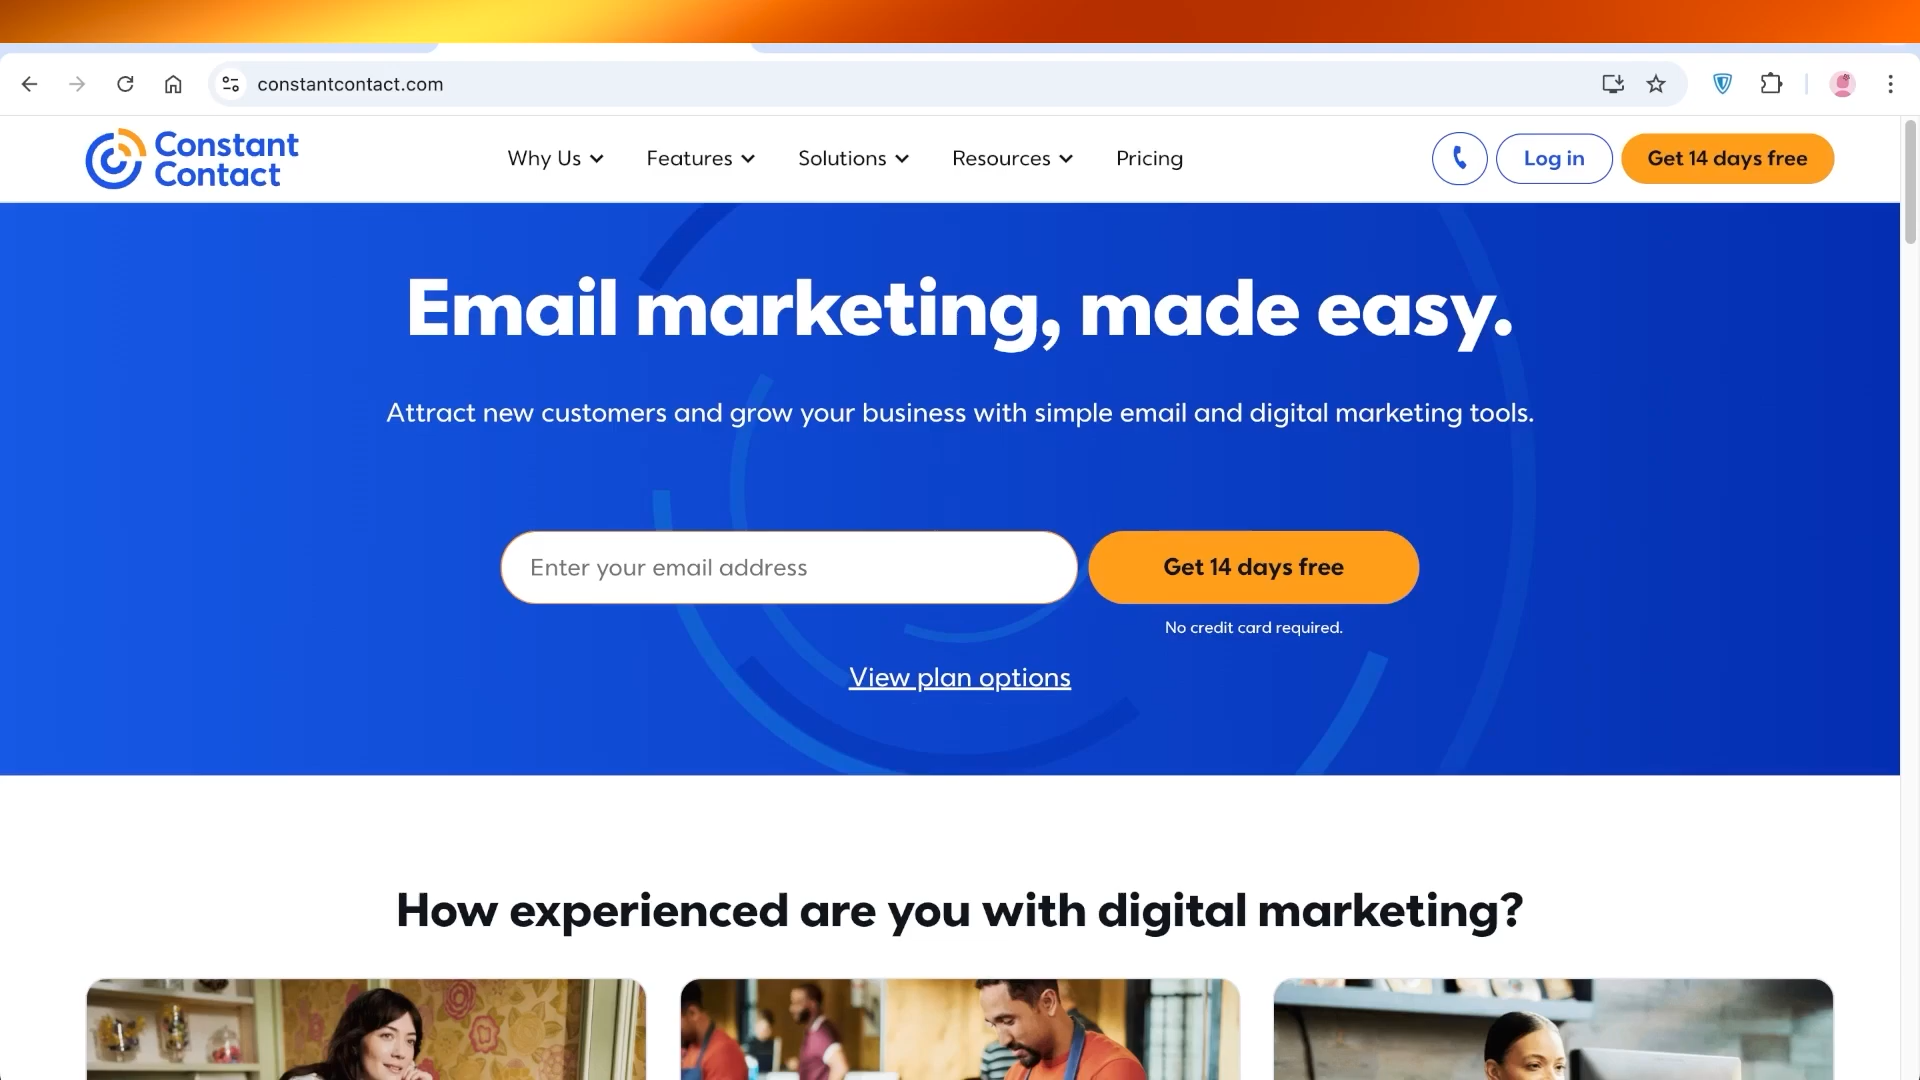 constantcontact.com
Constant
Contact
Why Us
Features
Solutions
Resources
Pricing
Log in
Get 14 days free
Email marketing, made easy.
Attract new customers and grow your business with simple email and digital marketing tools.
Enter your email address
Get 14 days free
No credit card required.
View plan options
How experienced are you with digital marketing?